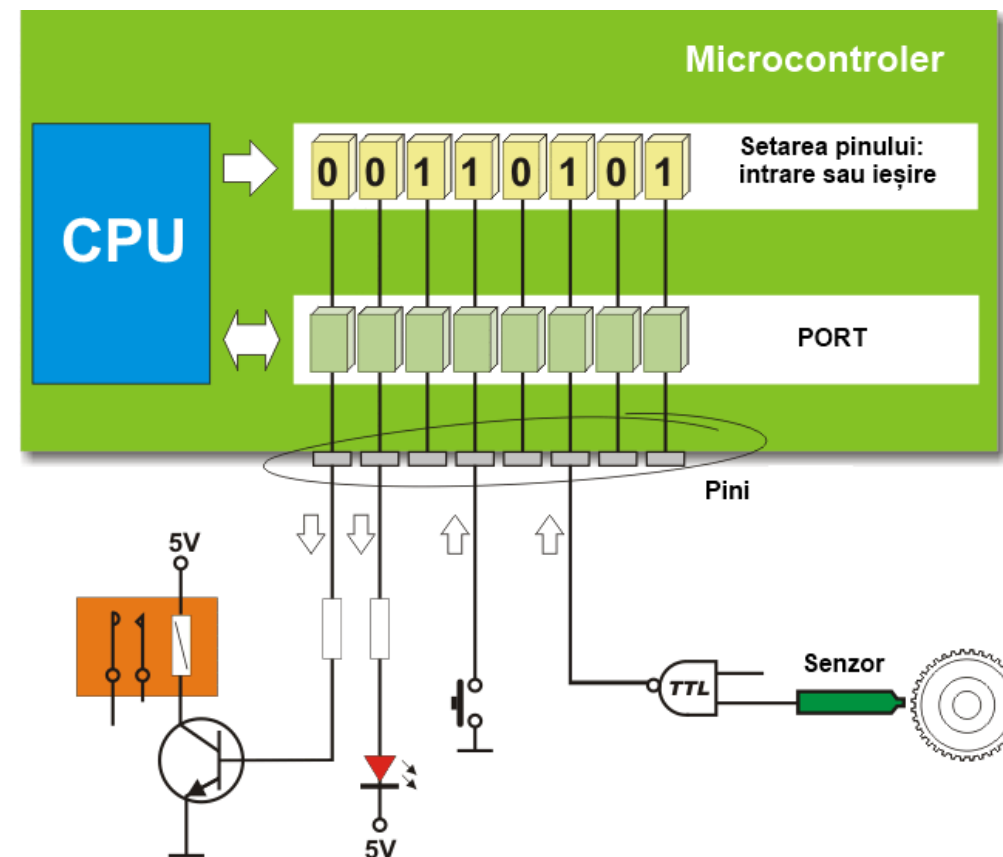 Microcontroler
Setarea pinului:
intrare sau ieșire
0 0 1 1 0 1 0 1
CPU
PORT
Pini
5V
Senzor
TTL
5V